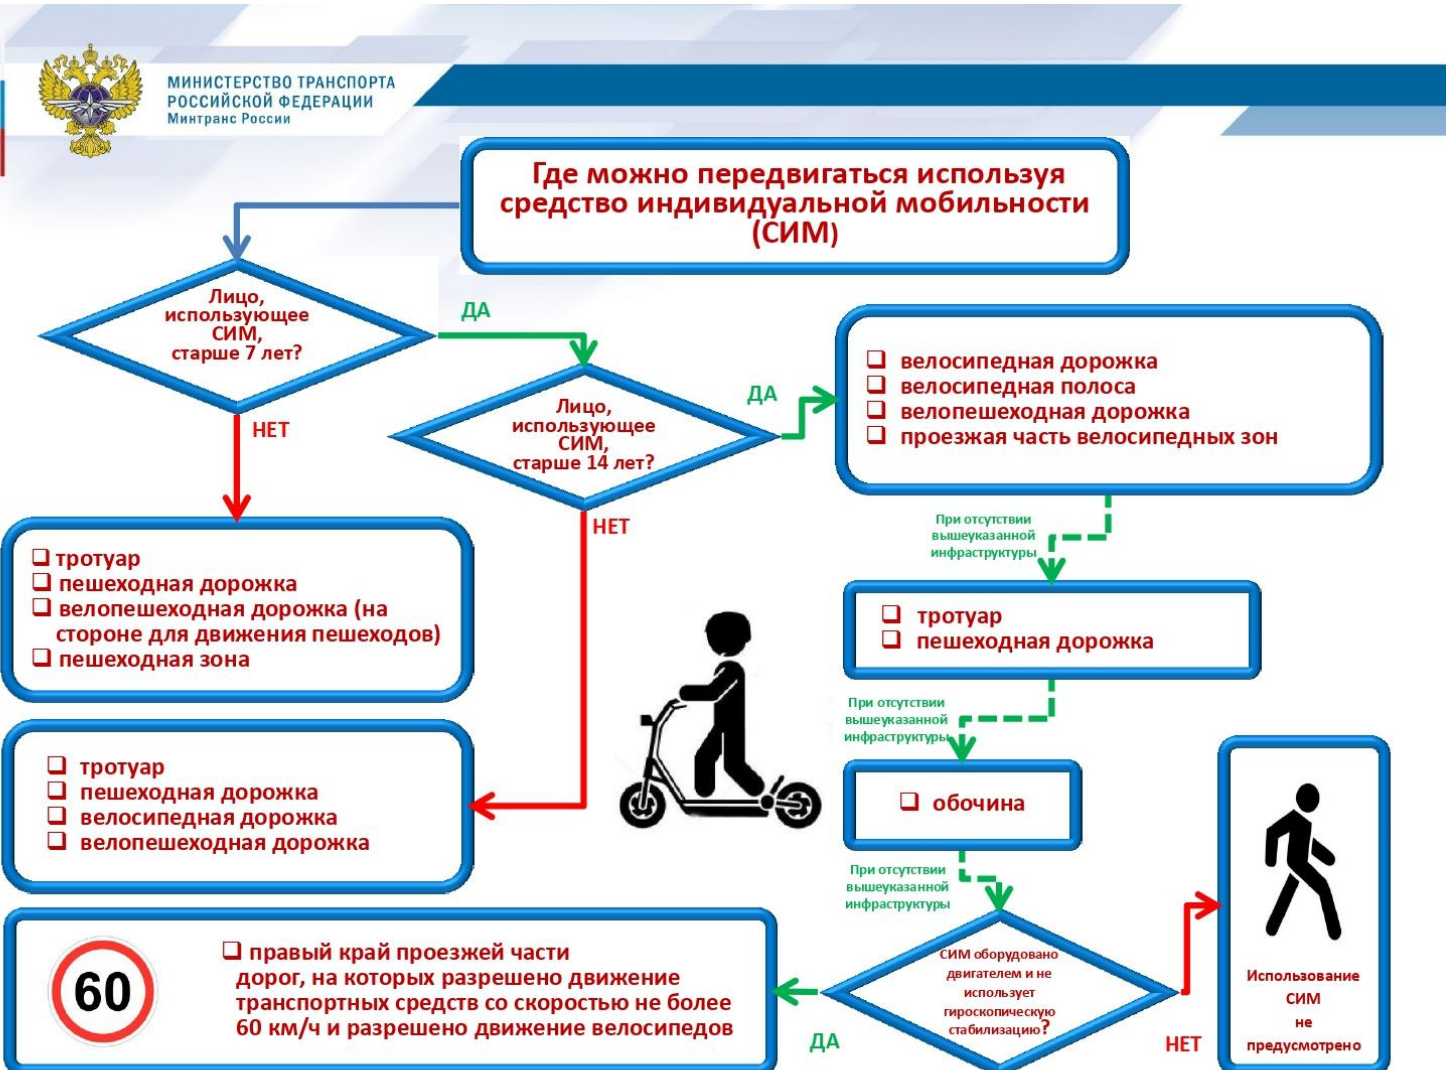 МИНИСТЕРСТВО ТРАНСПОРТА
РОССИЙСКОЙ ФЕДЕРАЦИИ
Минтранс России
Где можно передвигаться используя
средство индивидуальной мобильности
(СИМ)
Лицо,
использующее
СИМ,
старше 7 лет?
ДА
НЕТ
Лицо,
использующее
СИМ,
старше 14 лет?
ДА
НЕТ
велосипедная дорожка
велосипедная полоса
велопешеходная дорожка
проезжая часть велосипедных зон
При отсутствии
вышеуказанной
инфраструктуры
тротуар
пешеходная дорожка
велопешеходная дорожка (на
стороне для движения пешеходов)
пешеходная зона
тротуар
пешеходная дорожка
При отсутствии
вышеуказанной
инфраструктуры
тротуар
пешеходная дорожка
велосипедная дорожка
велопешеходная дорожка
обочина
При отсутствии
вышеуказанной
инфраструктуры
60
правый край проезжей части
дорог, на которых разрешено движение
транспортных средств со скоростью не более
60 км/ч и разрешено движение велосипедов
СИМ оборудовано
двигателем и не
использует
гироскопическую
стабилизацию?
ДА
НЕТ
Использование
СИМ
не
предусмотрено